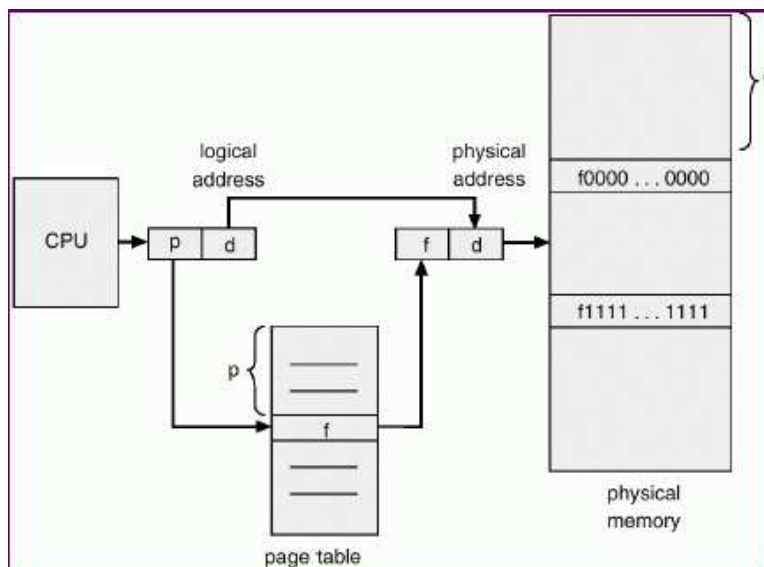 logical
address
physical
address
CPU
p
d
f
d
f0000 . . . 0000
f1111 . . . 1111
p
f
page table
physical
memory